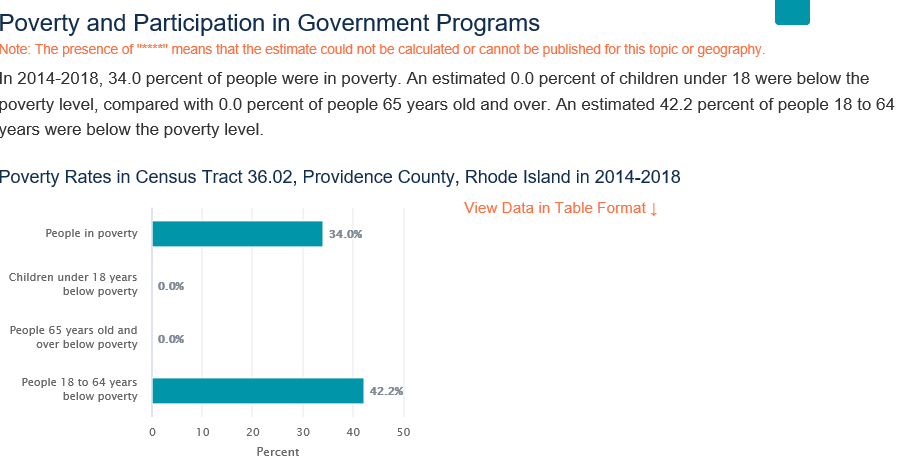 Poverty and Participation in Government Programs
Note: The presence of "****" means that the estimate could not be calculated or cannot be published for this topic or geography.
In 2014-2018, 34.0 percent of people were in poverty. An estimated 0.0 percent of children under 18 were below the
poverty level, compared with 0.0 percent of people 65 years old and over. An estimated 42.2 percent of people 18 to 64
years were below the poverty level.
Poverty Rates in Census Tract 36.02, Providence County, Rhode Island in 2014-2018
View Data in Table Format ↓
People in poverty
34.0%
Children under 18 years
below poverty
0.0%
People 65 years old and
over below poverty
0.0%
People 18 to 64 years
below poverty
42.2%
0 10 20 30 40 50
Percent